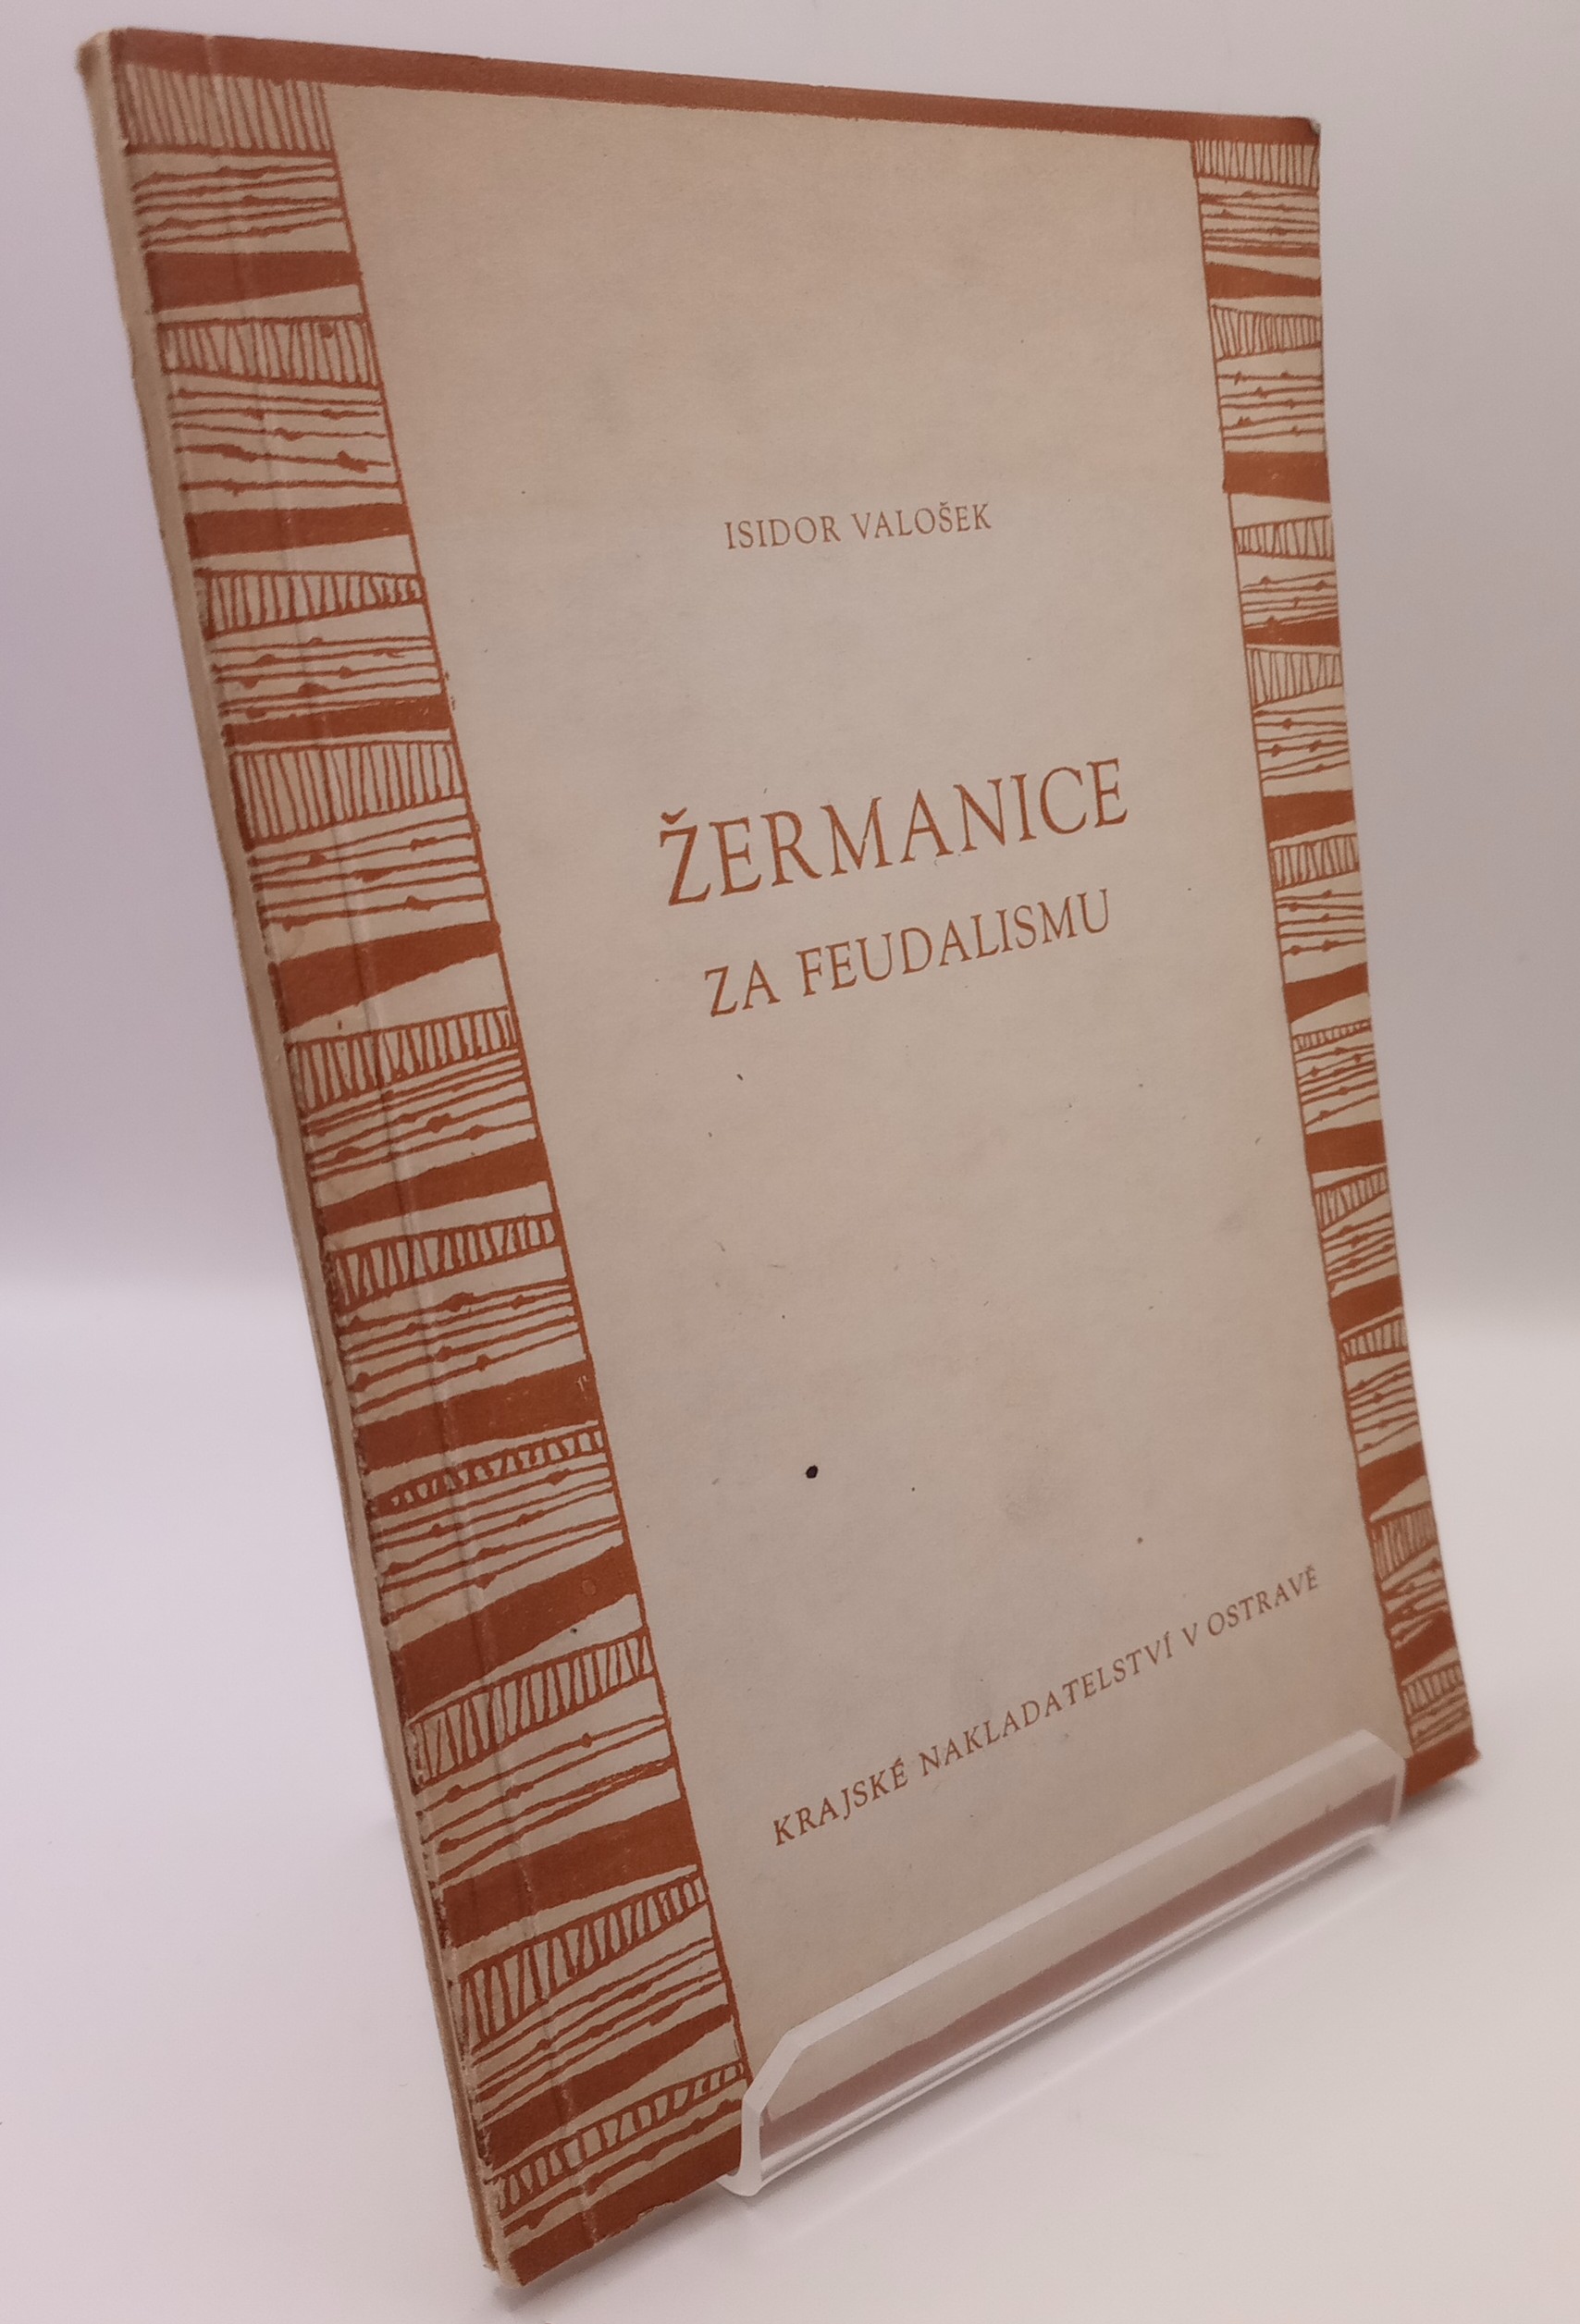 ISIDOR VALOŠEK
ŽERMANICE
ZA FEUDALISMU
KRAJSKÉ NAKLADATELSTVÍ V OSTRAVĚ